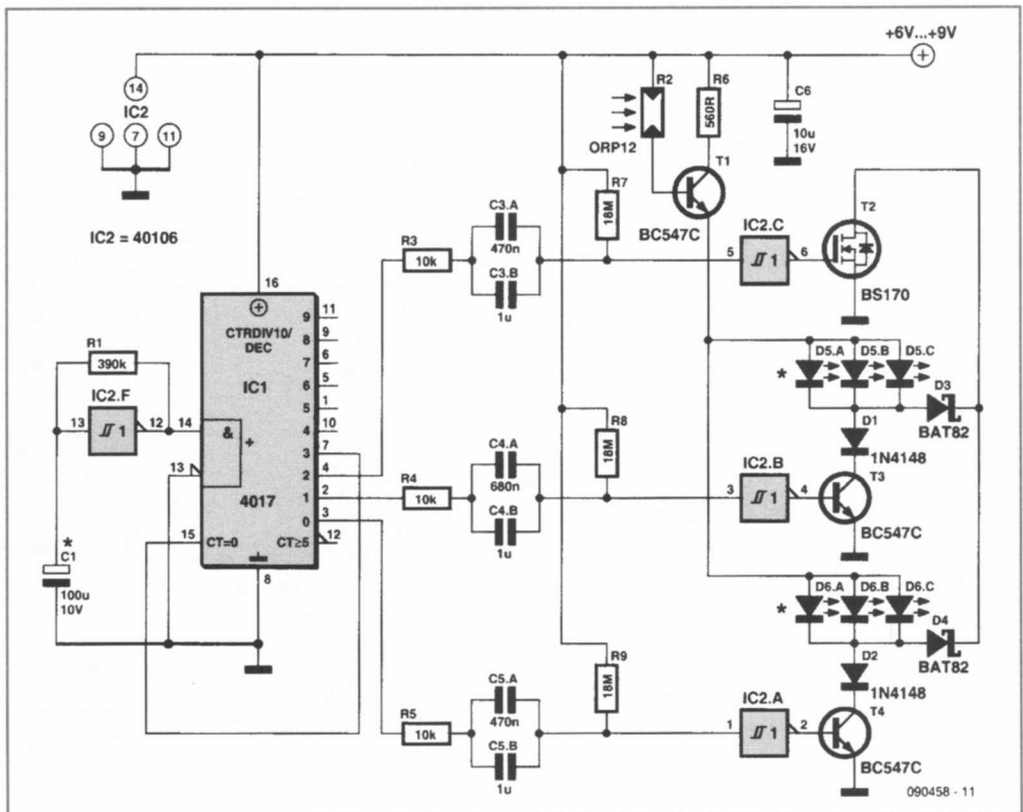 +6V...+9V
14
IC2
9
7
11
IC2 = 40106
R2
ORP12
R6
560R
C6
10u
16V
T1
BC547C
R7
18M
C3.A
470n
C3.B
1u
R3
10k
IC2.C
5
1
6
T2
BS170
16
CTRDIV10/
DEC
IC1
9
11
8
9
7
6
6
5
5
1
4
10
3
7
2
4
1
2
0
3
CT≥5
12
R1
390k
IC2.F
13
1
12
14
&
+
13
4017
15
CT=0
8
*
C1
100u
10V
D5.A
D5.B
D5.C
*
D3
BAT82
D1
1N4148
R8
18M
C4.A
680n
C4.B
1u
R4
10k
IC2.B
3
1
4
T3
BC547C
D6.A
D6.B
D6.C
*
D4
BAT82
D2
1N4148
R9
18M
C5.A
470n
C5.B
1u
R5
10k
IC2.A
1
1
2
T4
BC547C
090458 - 11